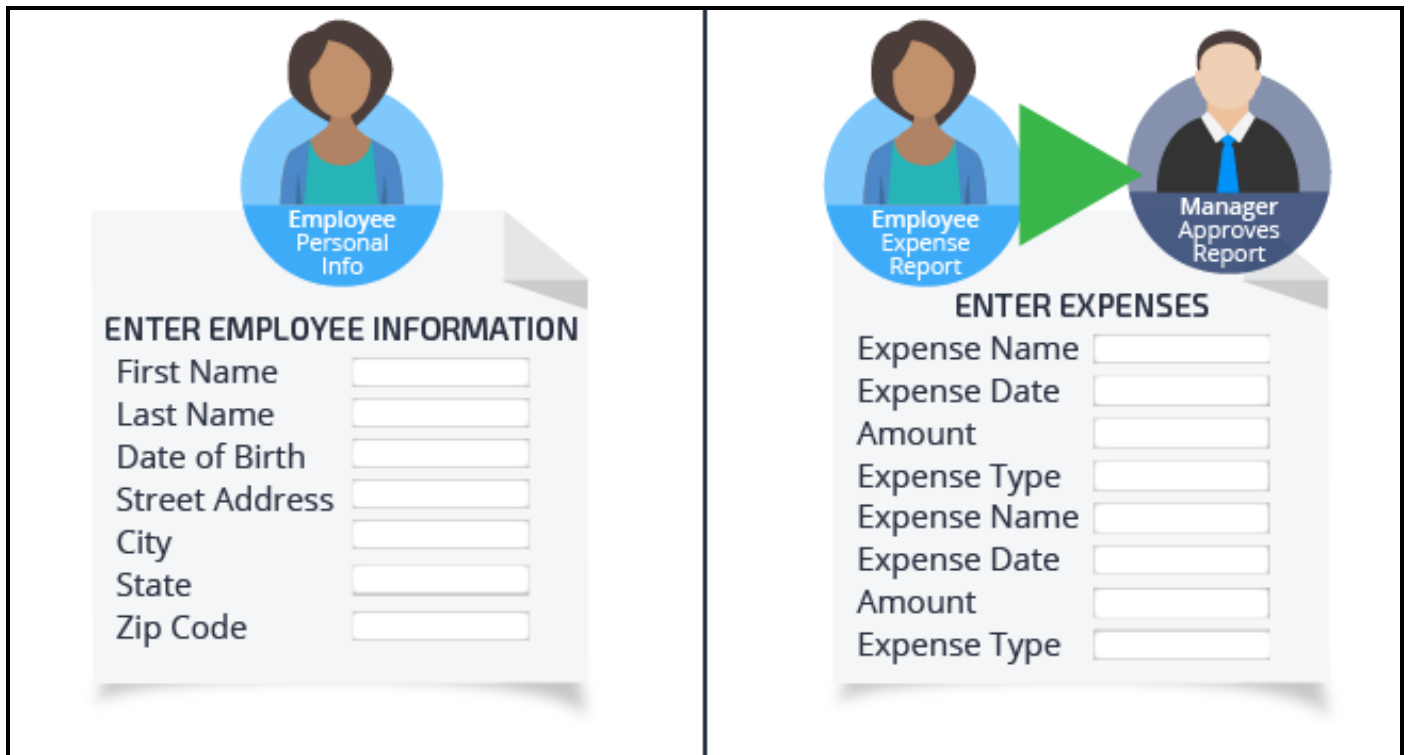 Employee
Personal
Info
ENTER EMPLOYEE INFORMATION
First Name
Last Name
Date of Birth
Street Address
City
State
Zip Code
Employee
Expense
Report
Manager
Approves
Report
ENTER EXPENSES
Expense Name
Expense Date
Amount
Expense Type
Expense Name
Expense Date
Amount
Expense Type